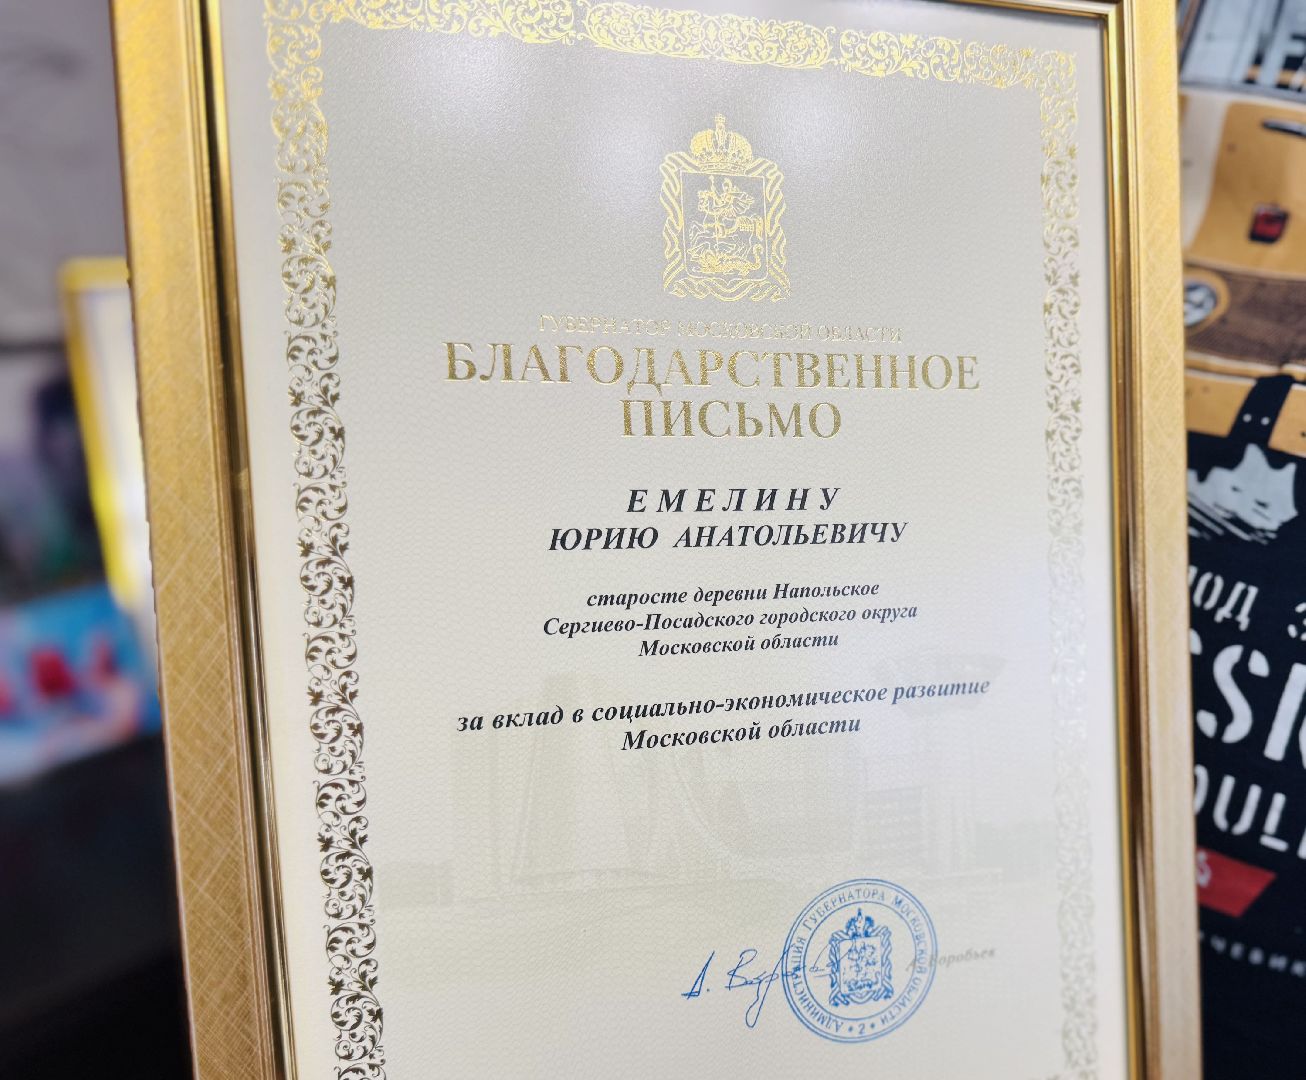 ГУБЕРНАТОР МОСКОВСКОЙ ОБЛАСТИ
БЛАГОДАРСТВЕННОЕ
ПИСЬМО
ЕМЕЛИНУ
ЮРИЮ АНАТОЛЬЕВИЧУ
старосте деревни Напольское
Сергиево-Посадского городского округа
Московской области
за вклад в социально-экономическое развитие
Московской области
АДМИНИСТРАЦИЯ ГУБЕРНАТОРА МОСКОВСКОЙ ОБЛАСТИ
2
Воробьев